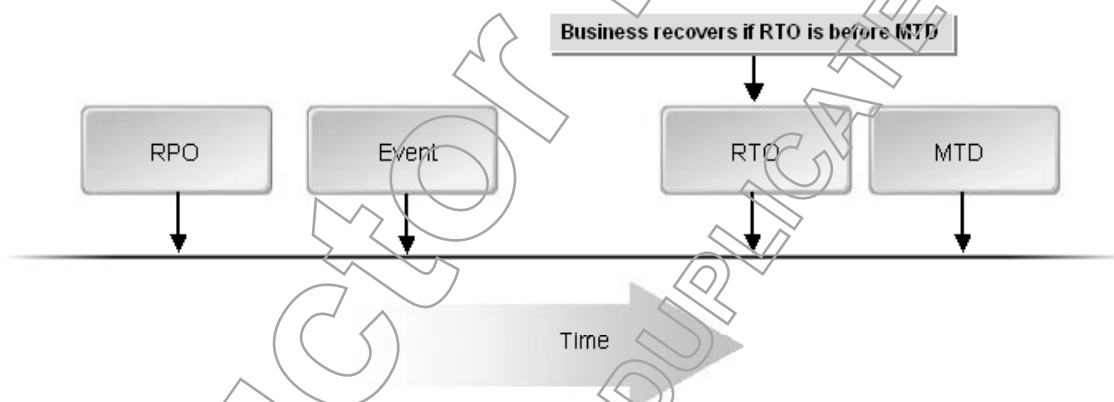 Business recovers if RTO is before MTD
RPO
Event
RTO
MTD
Time
DUPLICATE